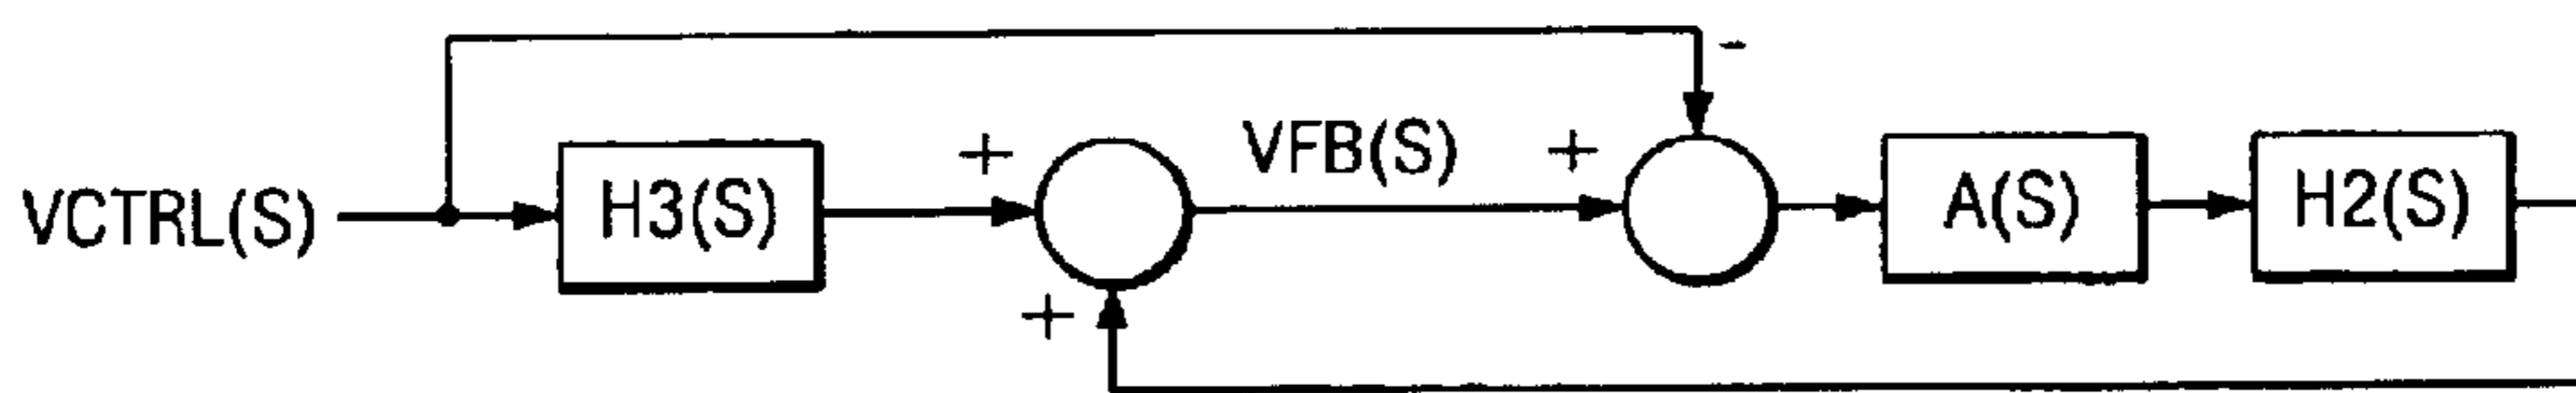 -
+ VFB(S) +
VCTRL(S) H3(S) A(S) H2(S)
+